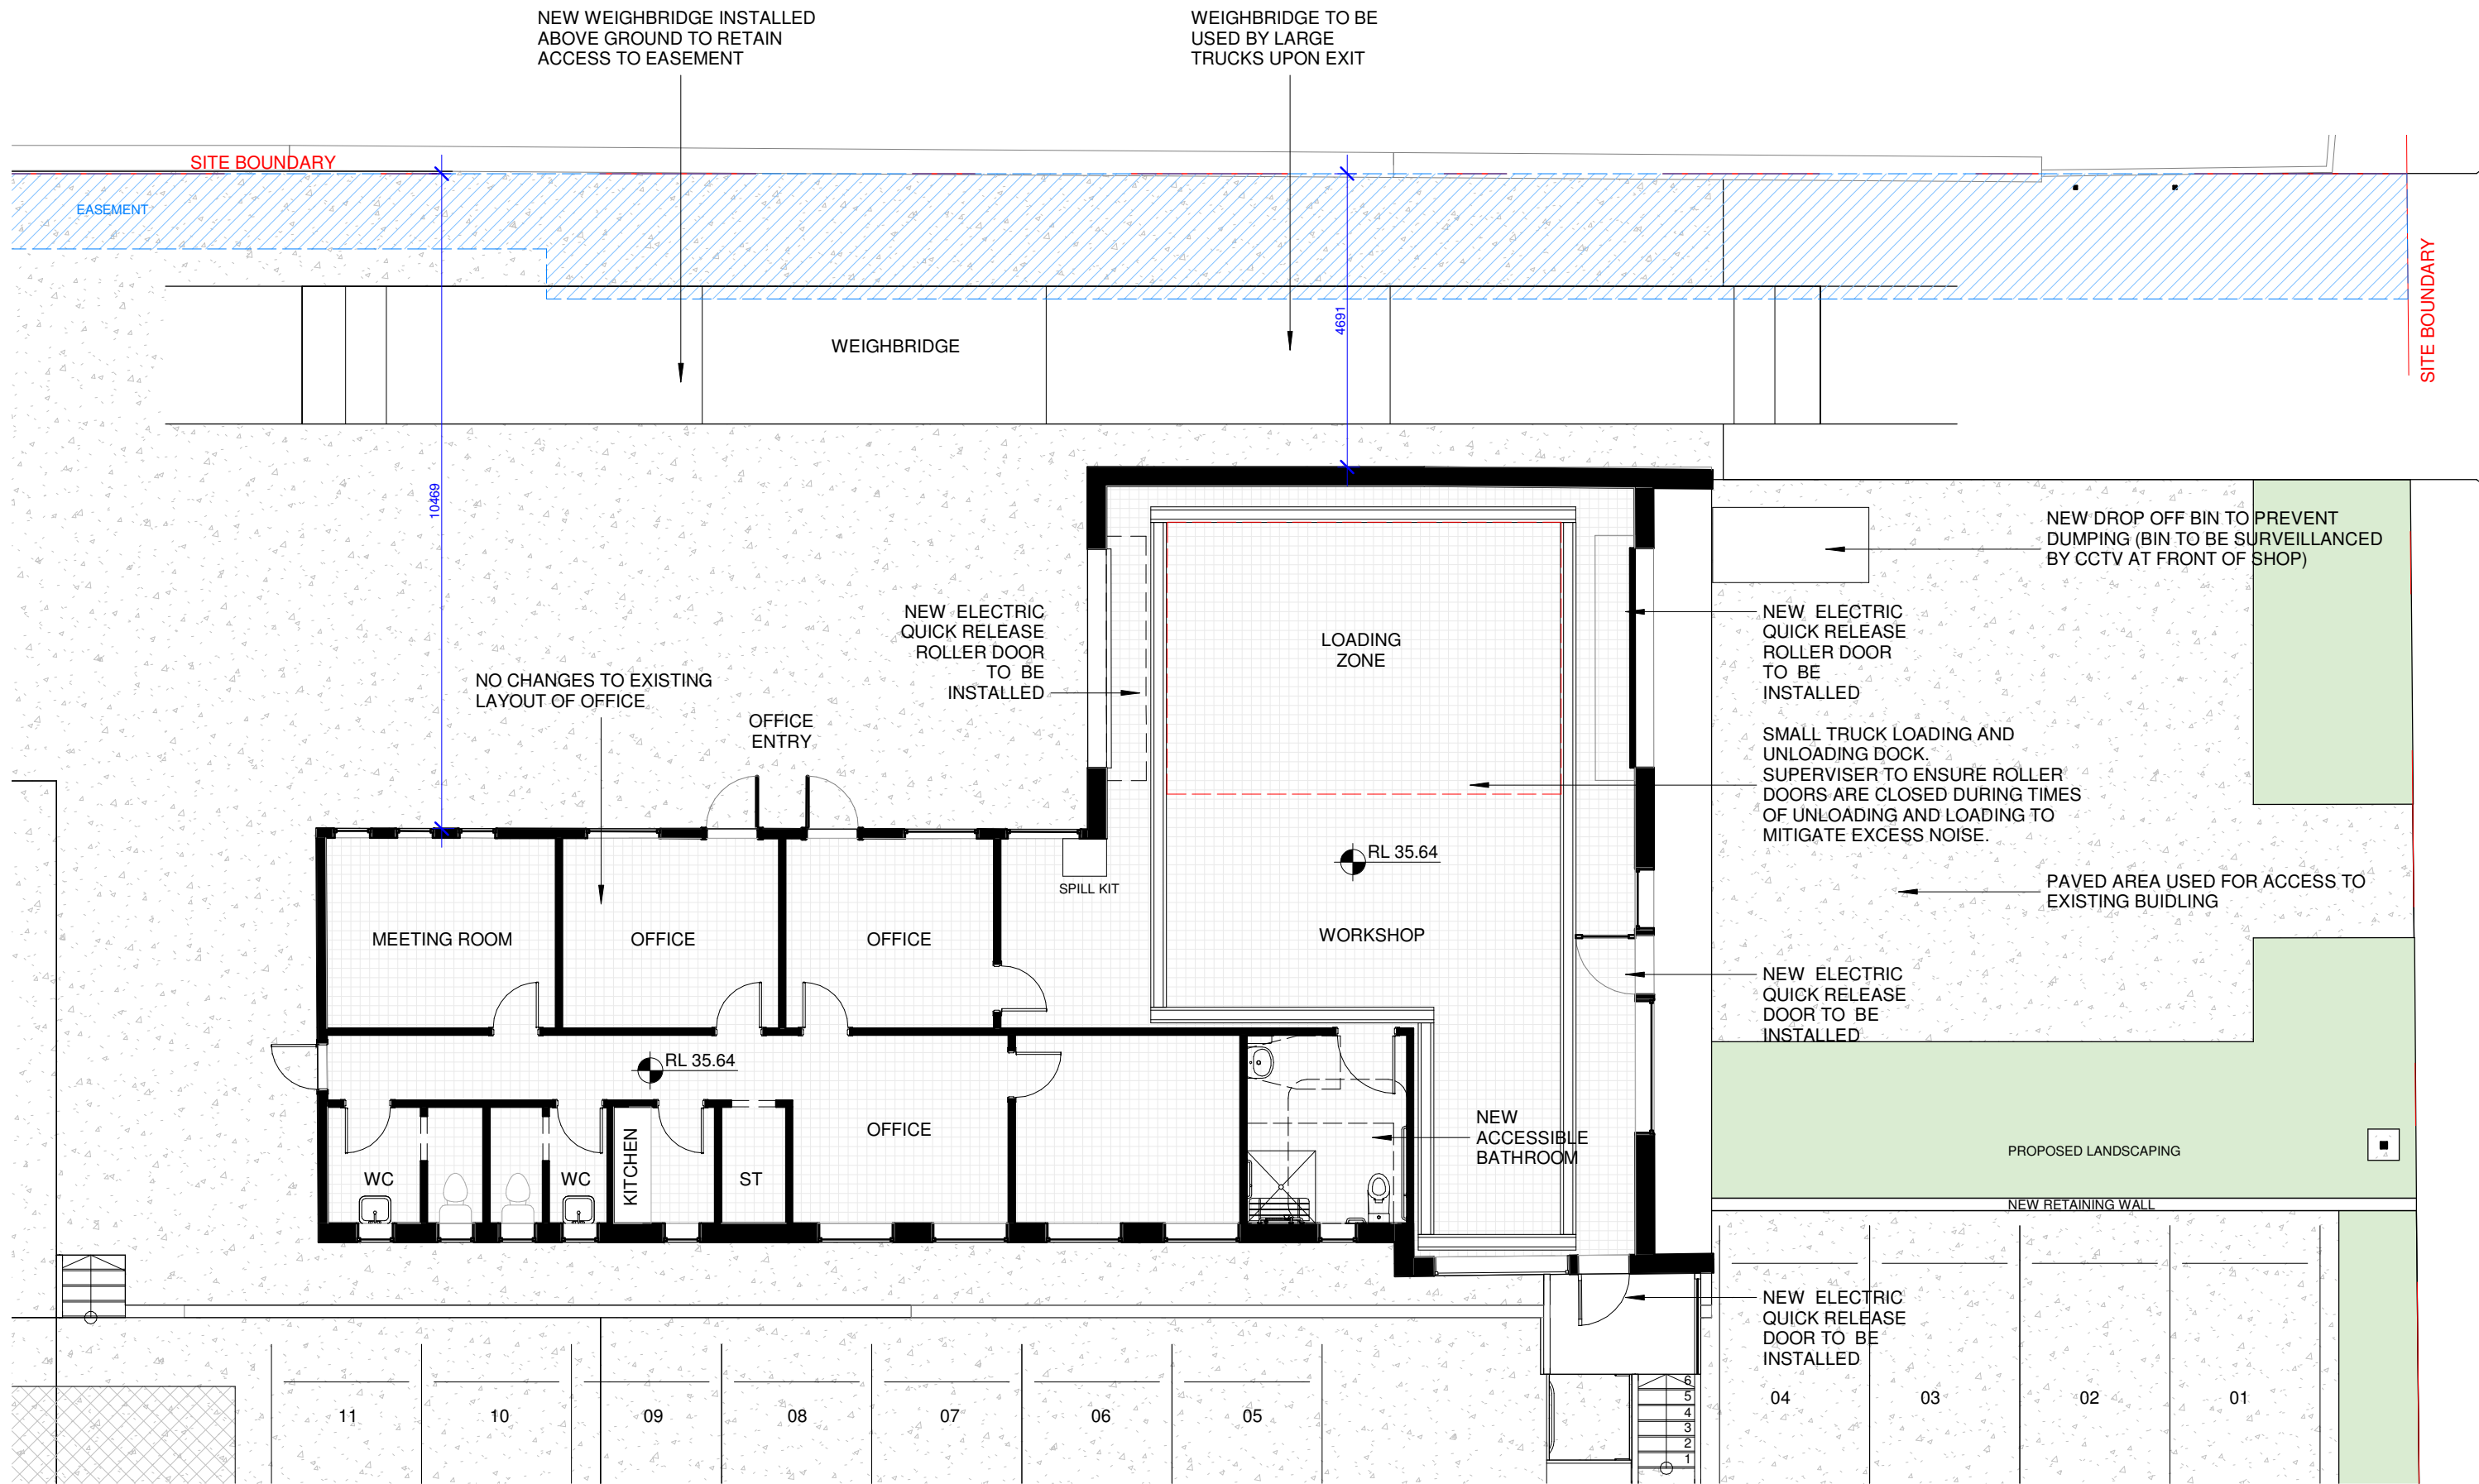 NEW WEIGHBRIDGE INSTALLED
ABOVE GROUND TO RETAIN
ACCESS TO EASEMENT
WEIGHBRIDGE TO BE
USED BY LARGE
TRUCKS UPON EXIT
SITE BOUNDARY
EASEMENT
SITE BOUNDARY
4691
WEIGHBRIDGE
10469
NEW DROP OFF BIN TO PREVENT
DUMPING (BIN TO BE SURVEILLANCED
BY CCTV AT FRONT OF SHOP)
NEW ELECTRIC
QUICK RELEASE
ROLLER DOOR
TO BE
INSTALLED
LOADING
ZONE
NEW ELECTRIC
QUICK RELEASE
ROLLER DOOR
TO BE
INSTALLED
NO CHANGES TO EXISTING
LAYOUT OF OFFICE
OFFICE
ENTRY
SMALL TRUCK LOADING AND
UNLOADING DOCK.
SUPERVISER TO ENSURE ROLLER
DOORS ARE CLOSED DURING TIMES
OF UNLOADING AND LOADING TO
MITIGATE EXCESS NOISE.
RL 35.64
SPILL KIT
PAVED AREA USED FOR ACCESS TO
EXISTING BUIDLING
MEETING ROOM
OFFICE
OFFICE
WORKSHOP
NEW ELECTRIC
QUICK RELEASE
DOOR TO BE
INSTALLED
RL 35.64
OFFICE
NEW
ACCESSIBLE
BATHROOM
WC
WC
KITCHEN
ST
PROPOSED LANDSCAPING
NEW RETAINING WALL
NEW ELECTRIC
QUICK RELEASE
DOOR TO BE
INSTALLED
11
10
09
08
07
06
05
6
5
4
3
2
1
04
03
02
01